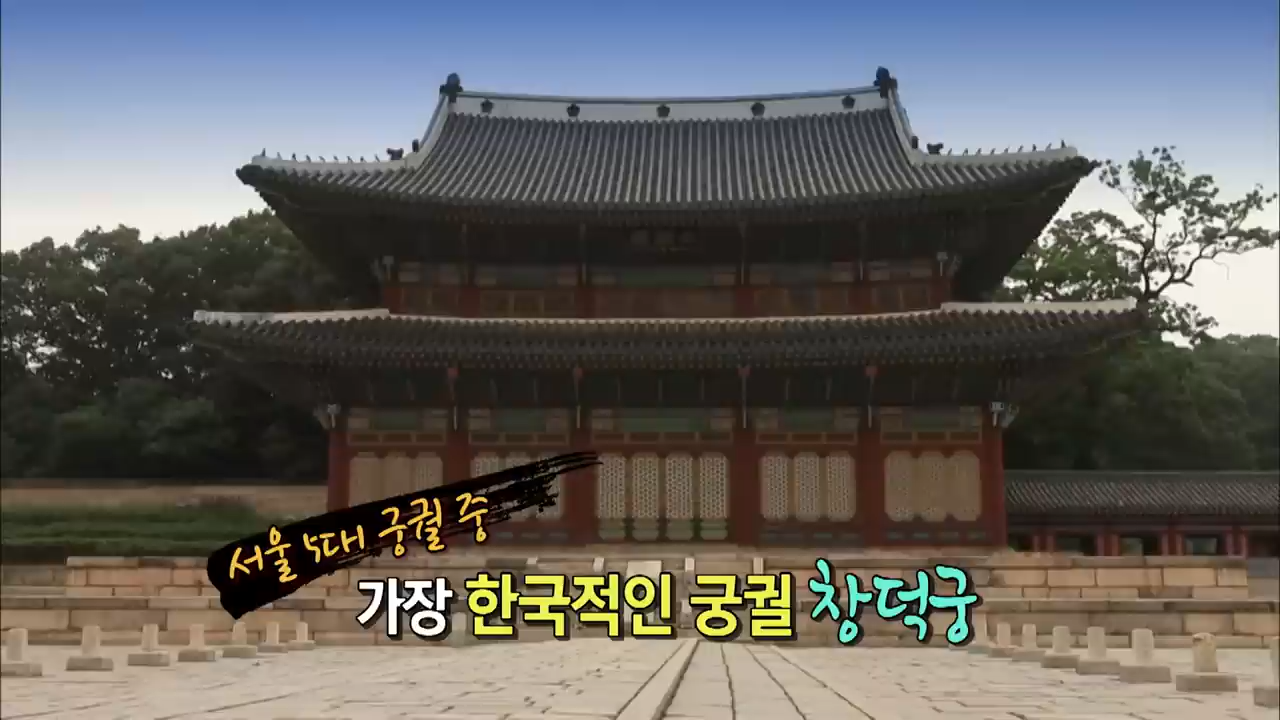 서울 5대 궁궐 중
가장 한국적인 궁궐 창덕궁